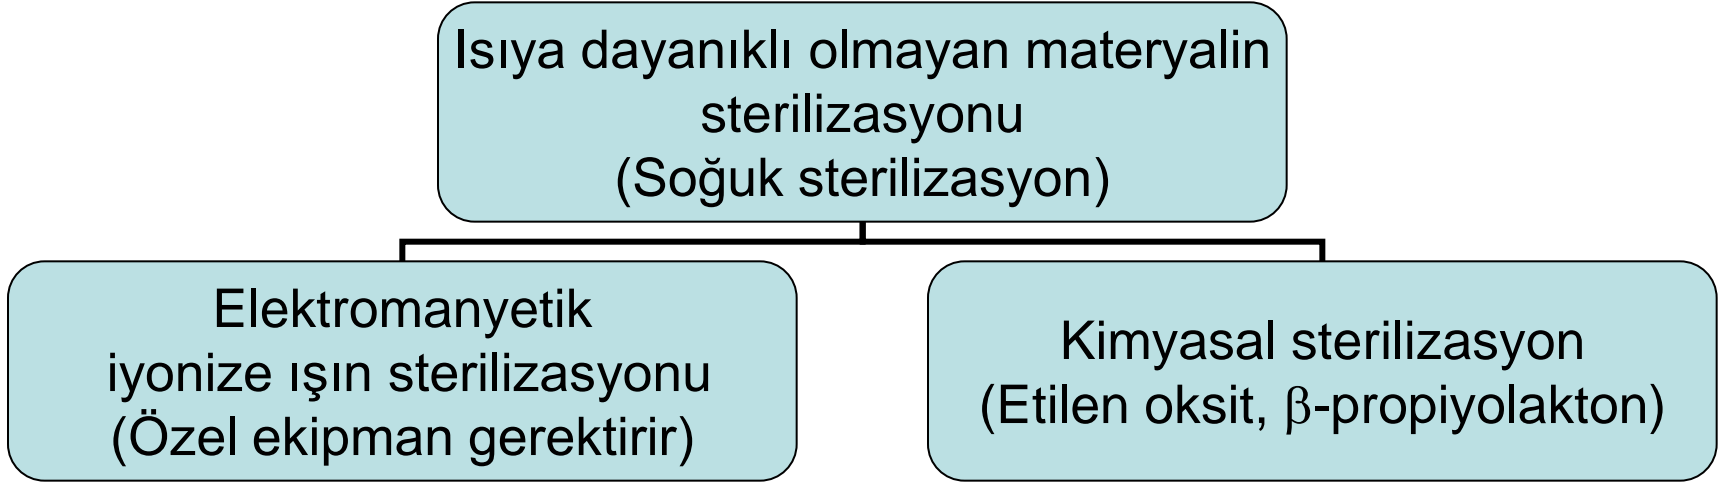 Isıya dayanıklı olmayan materyalin
sterilizasyonu
(Soğuk sterilizasyon)
Elektromanyetik
iyonize ışın sterilizasyonu
(Özel ekipman gerektirir)
Kimyasal sterilizasyon
(Etilen oksit, β-propiyolakton)